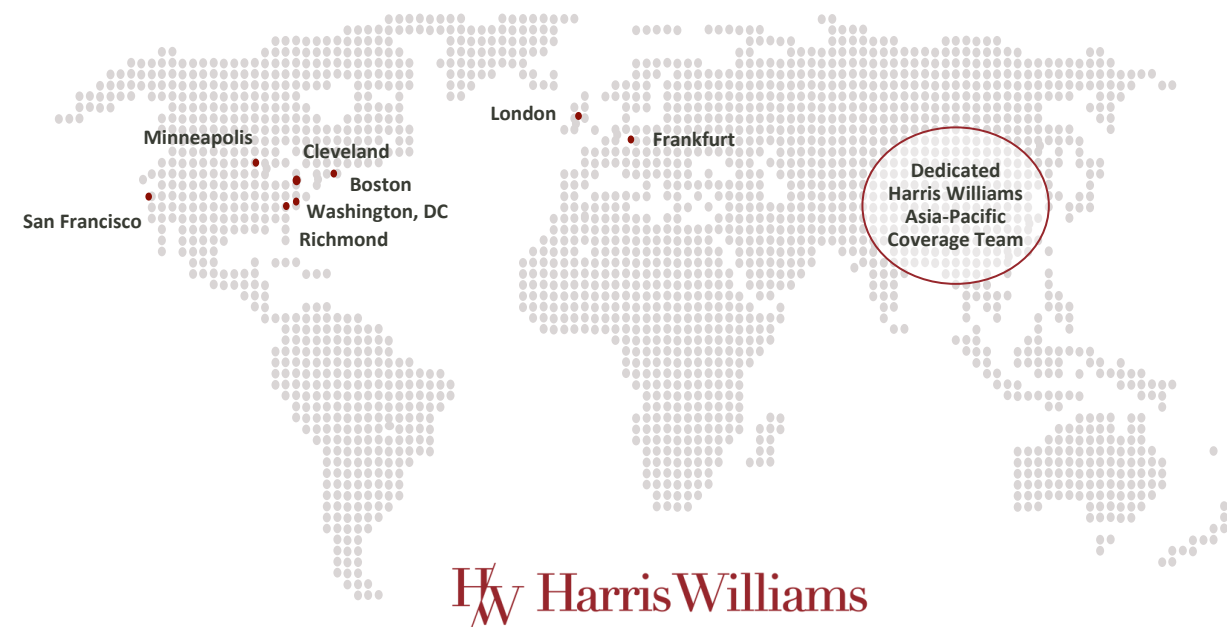 London
Minneapolis
Frankfurt
Cleveland
Boston
San Francisco
Washington, DC
Richmond
Dedicated
Harris Williams
Asia-Pacific
Coverage Team
HW Harris Williams